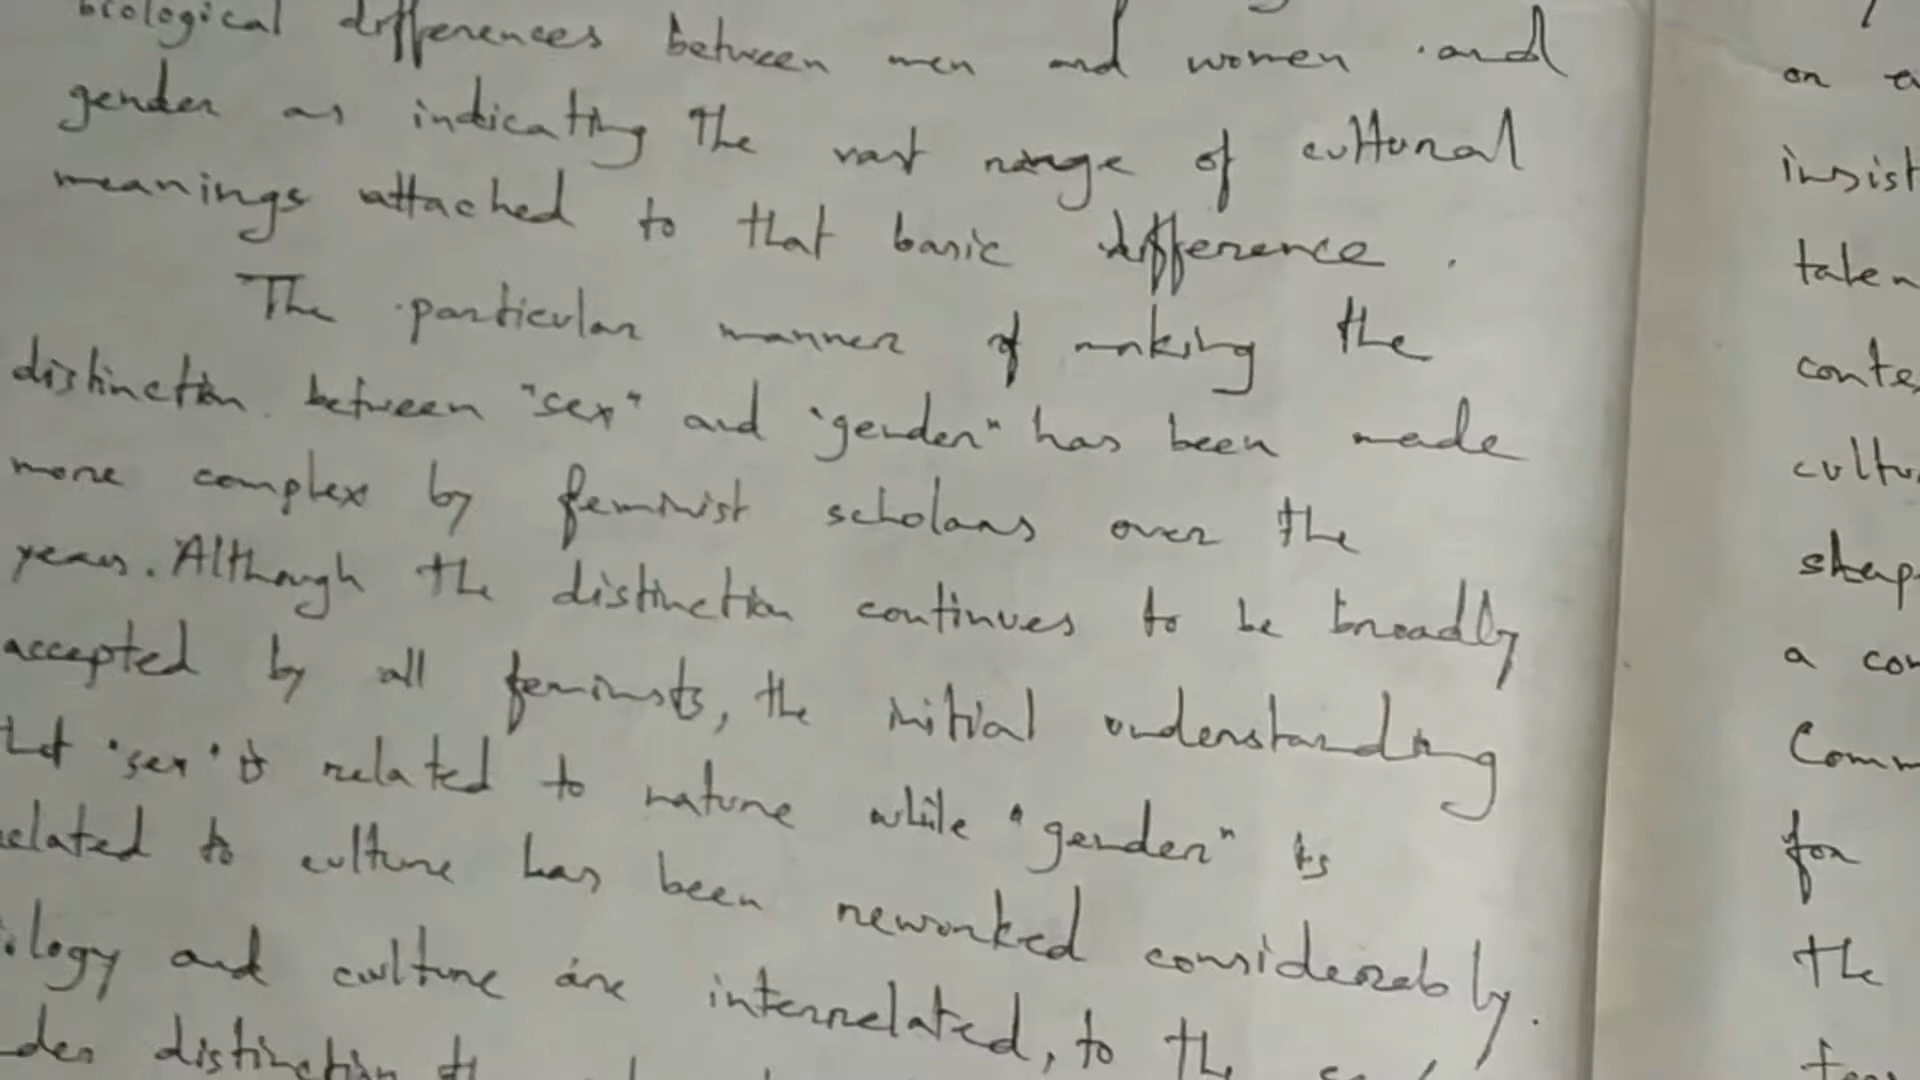 biological differences between men and women and
gender as indicating the vast range of cultural
meanings attached to that basic difference.
The particular manner of making the
distinction between "sex" and "gender" has been made
more complex by feminist scholars over the
years. Although the distinction continues to be broadly
accepted by all feminists, the initial understanding
that "sex" is related to nature while "gender" is
related to culture has been reworked considerably.
ology and culture are interrelated, to the
der distinction
on
insist
taken
conte
cultu
shap
a con
Comm
for
the